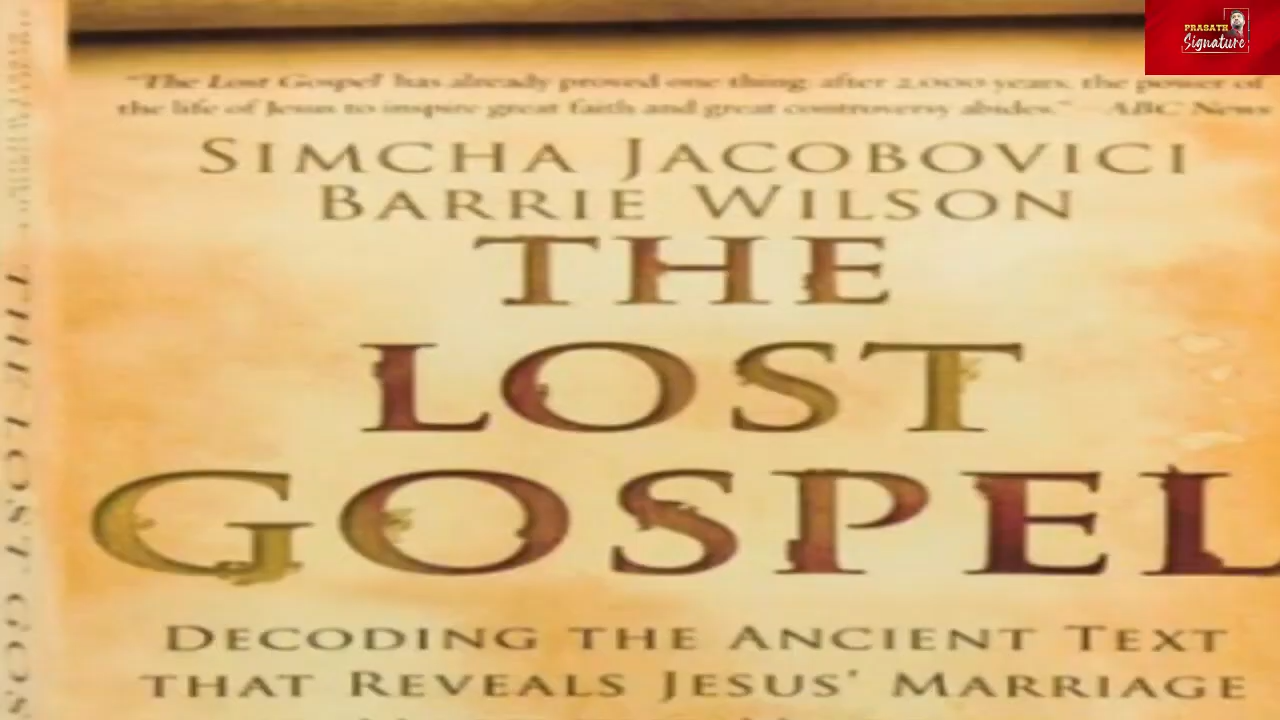 PRASATH
Signature
"The Lost Gospel has already proved one thing: after 2,000 years, the power of
the life of Jesus to inspire great faith and great controversy abides." —ABC News
SIMCHA JACOBOVICI
BARRIE WILSON
THE
LOST
GOSPEL
DECODING THE ANCIENT TEXT
THAT REVEALS JESUS' MARRIAGE
THE LOST GOS